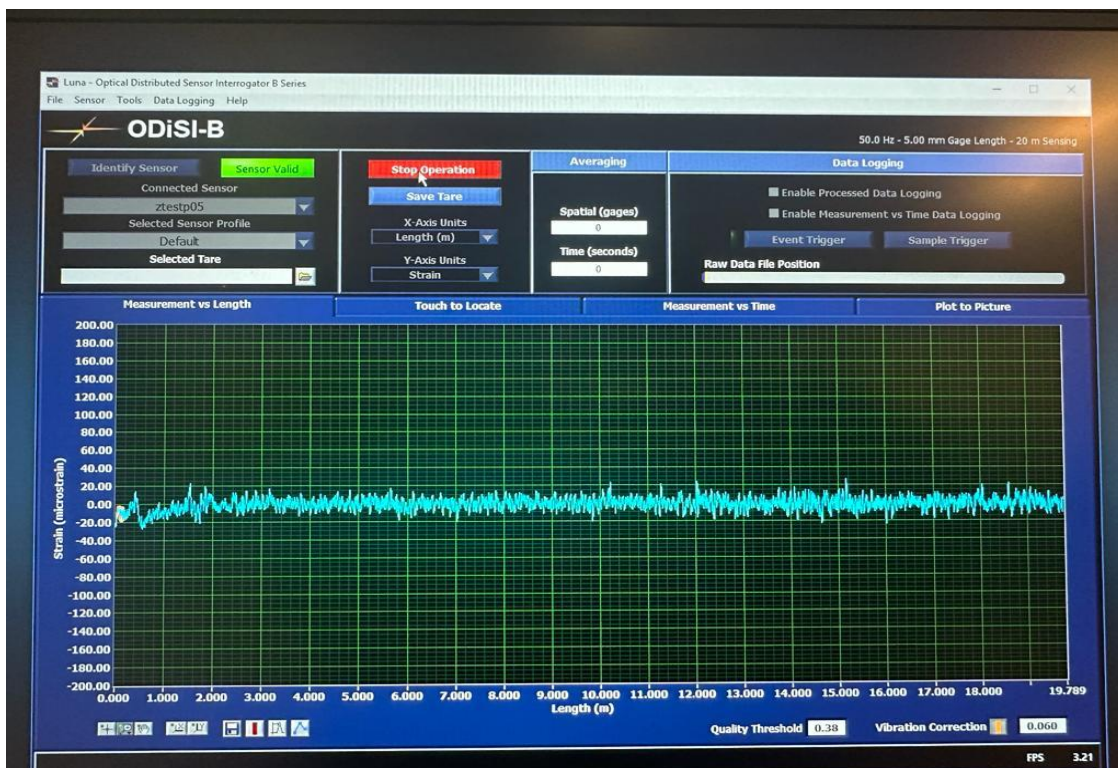 Luna - Optical Distributed Sensor Interrogator B Series
File Sensor Tools Data Logging Help
ODiSI-B
50.0 Hz - 5.00 mm Gage Length - 20 m Sensing
Identify Sensor
Sensor Valid
Connected Sensor
ztestp05
Selected Sensor Profile
Default
Selected Tare
Stop Operation
Save Tare
X-Axis Units
Length (m)
Y-Axis Units
Strain
Averaging
Spatial (gages)
0
Time (seconds)
0
Data Logging
Enable Processed Data Logging
Enable Measurement vs Time Data Logging
Event Trigger
Sample Trigger
Raw Data File Position
Measurement vs Length
Touch to Locate
Measurement vs Time
Plot to Picture
Strain (microstrain)
200.00
180.00
160.00
140.00
120.00
100.00
80.00
60.00
40.00
20.00
0.00
-20.00
-40.00
-60.00
-80.00
-100.00
-120.00
-140.00
-160.00
-180.00
-200.00
0.000 1.000 2.000 3.000 4.000 5.000 6.000 7.000 8.000 9.000 10.000 11.000 12.000 13.000 14.000 15.000 16.000 17.000 18.000 19.789
Length (m)
Quality Threshold 0.38
Vibration Correction 0.060
FPS 3.21